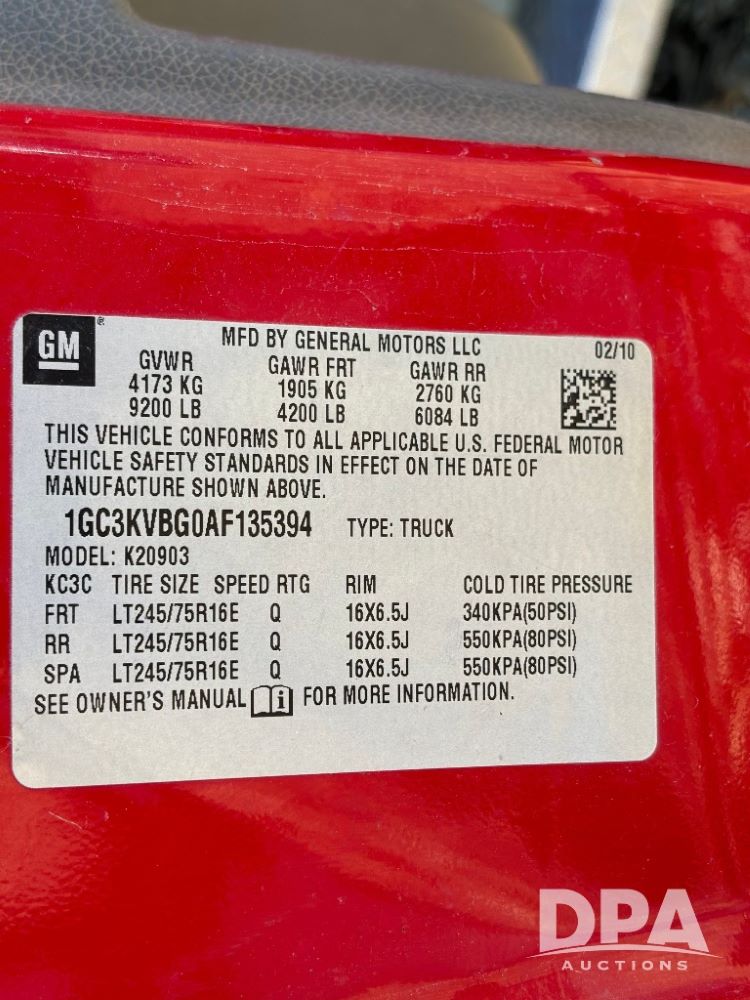 GM
MFD BY GENERAL MOTORS LLC 02/10
GVWR GAWR FRT GAWR RR
4173 KG 1905 KG 2760 KG
9200 LB 4200 LB 6084 LB
THIS VEHICLE CONFORMS TO ALL APPLICABLE U.S. FEDERAL MOTOR
VEHICLE SAFETY STANDARDS IN EFFECT ON THE DATE OF
MANUFACTURE SHOWN ABOVE.
1GC3KVBG0AF135394 TYPE: TRUCK
MODEL: K20903
KC3C TIRE SIZE SPEED RTG RIM COLD TIRE PRESSURE
FRT LT245/75R16E Q 16X6.5J 340KPA(50PSI)
RR LT245/75R16E Q 16X6.5J 550KPA(80PSI)
SPA LT245/75R16E Q 16X6.5J 550KPA(80PSI)
SEE OWNER'S MANUAL i FOR MORE INFORMATION.
DPA
AUCTIONS